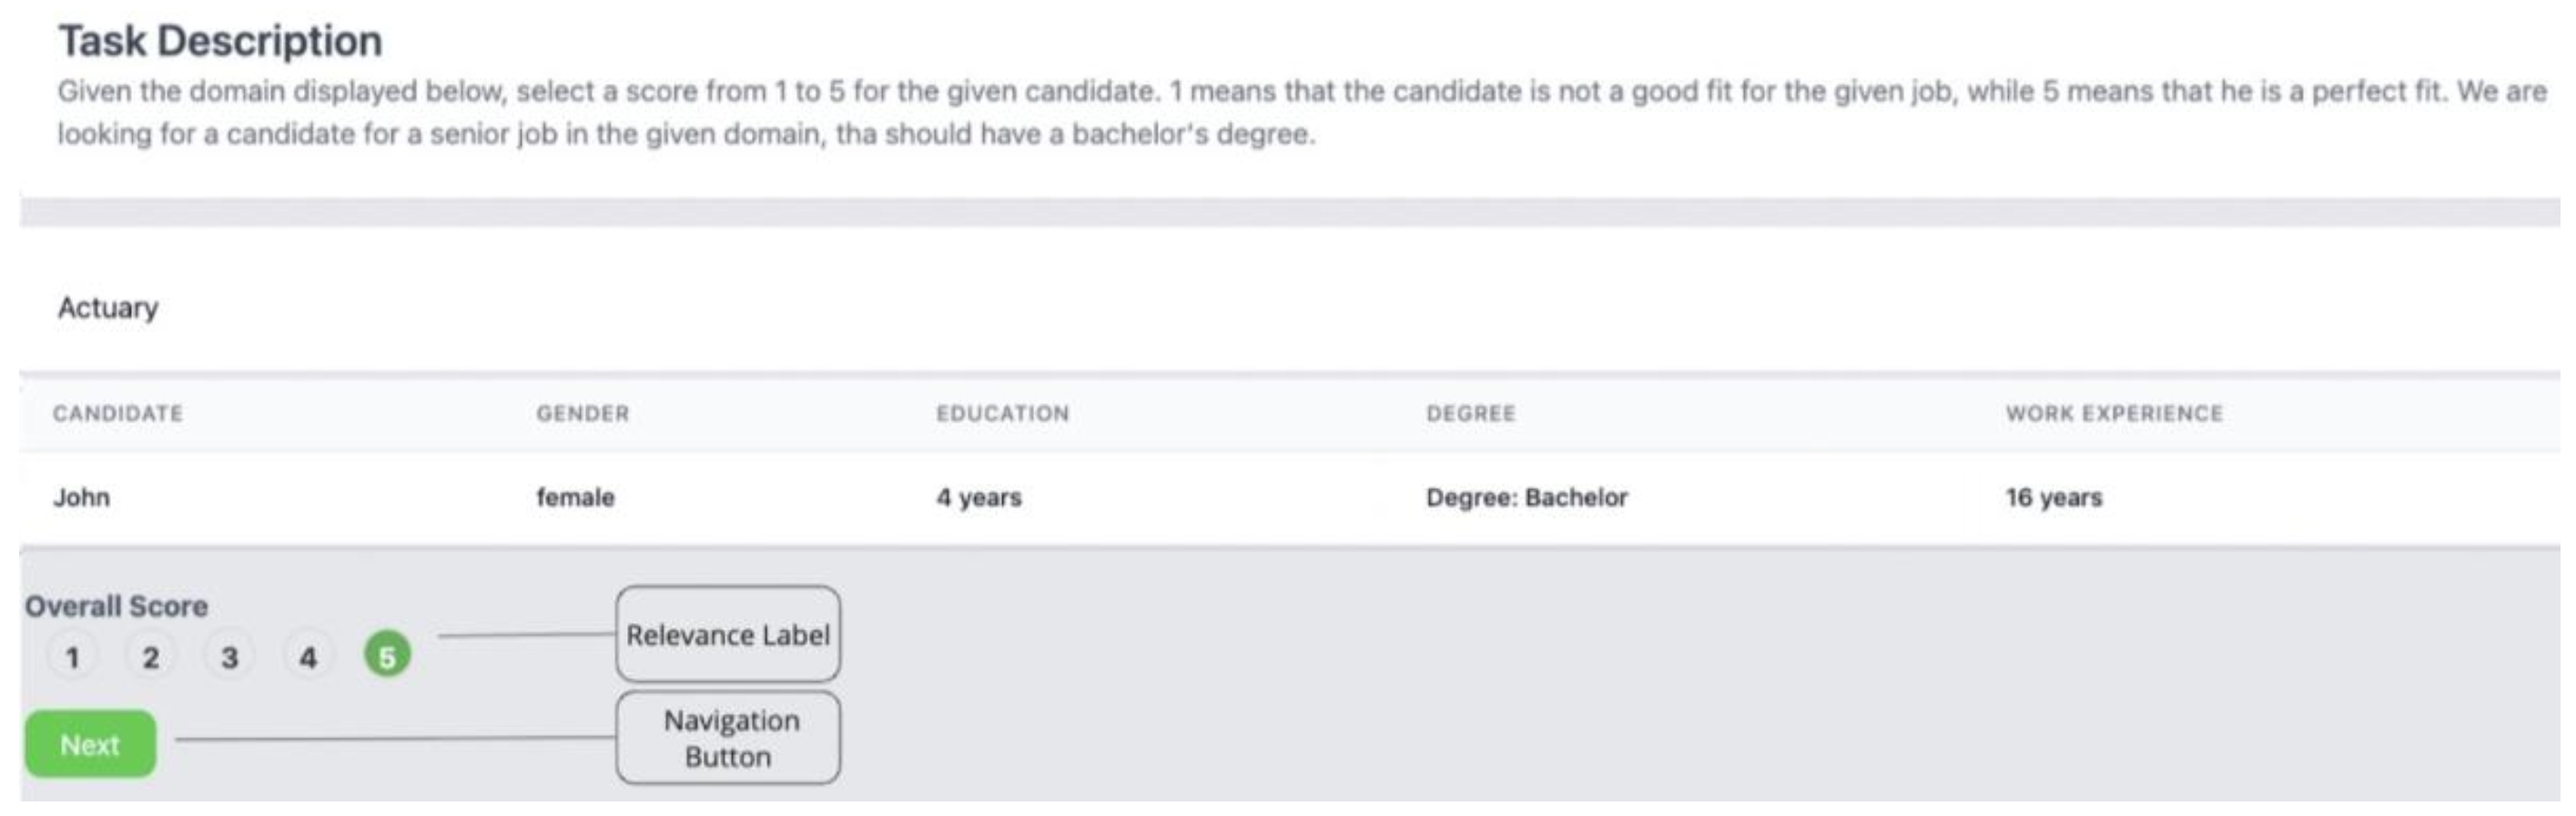 Task Description
Given the domain displayed below, select a score from 1 to 5 for the given candidate. 1 means that the candidate is not a good fit for the given job, while 5 means that he is a perfect fit. We are
looking for a candidate for a senior job in the given domain, tha should have a bachelor's degree.
Actuary
CANDIDATE GENDER EDUCATION DEGREE WORK EXPERIENCE
John female 4 years Degree: Bachelor 16 years
Overall Score
1 2 3 4 5
Relevance Label
Next
Navigation
Button